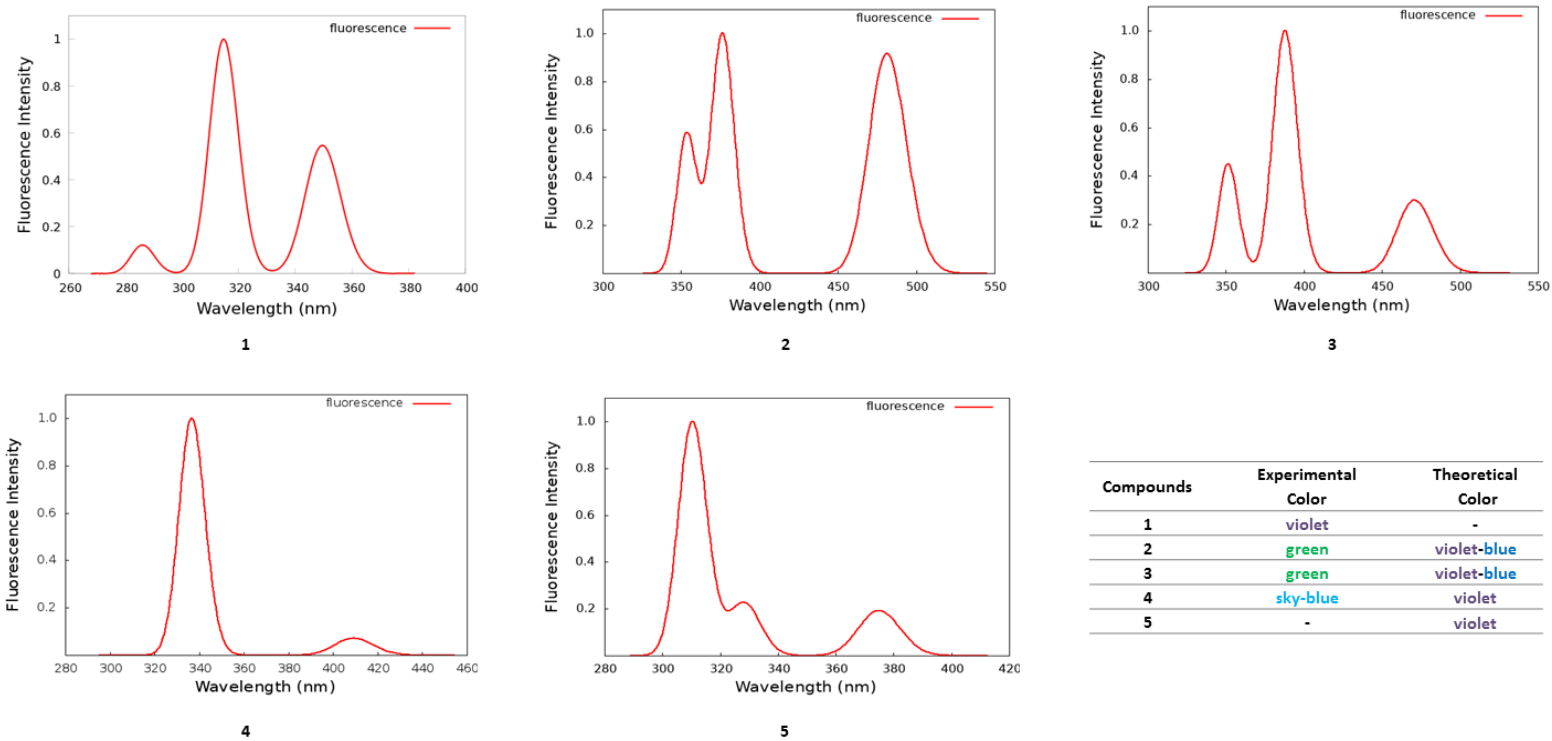 fluorescence
Fluorescence Intensity
1
0.8
0.6
0.4
0.2
0
260 280 300 320 340 360 380 400
Wavelength (nm)
1
fluorescence
Fluorescence Intensity
1.0
0.8
0.6
0.4
0.2
300 350 400 450 500 550
Wavelength (nm)
2
fluorescence
Fluorescence Intensity
1.0
0.8
0.6
0.4
0.2
300 350 400 450 500 550
Wavelength (nm)
3
fluorescence
Fluorescence Intensity
1.0
0.8
0.6
0.4
0.2
280 300 320 340 360 380 400 420 440 460
Wavelength (nm)
4
fluorescence
Fluorescence Intensity
1.0
0.8
0.6
0.4
0.2
280 300 320 340 360 380 400 420
Wavelength (nm)
5
Compounds Experimental Color Theoretical Color
1 violet -
2 green violet-blue
3 green violet-blue
4 sky-blue violet
5 - violet